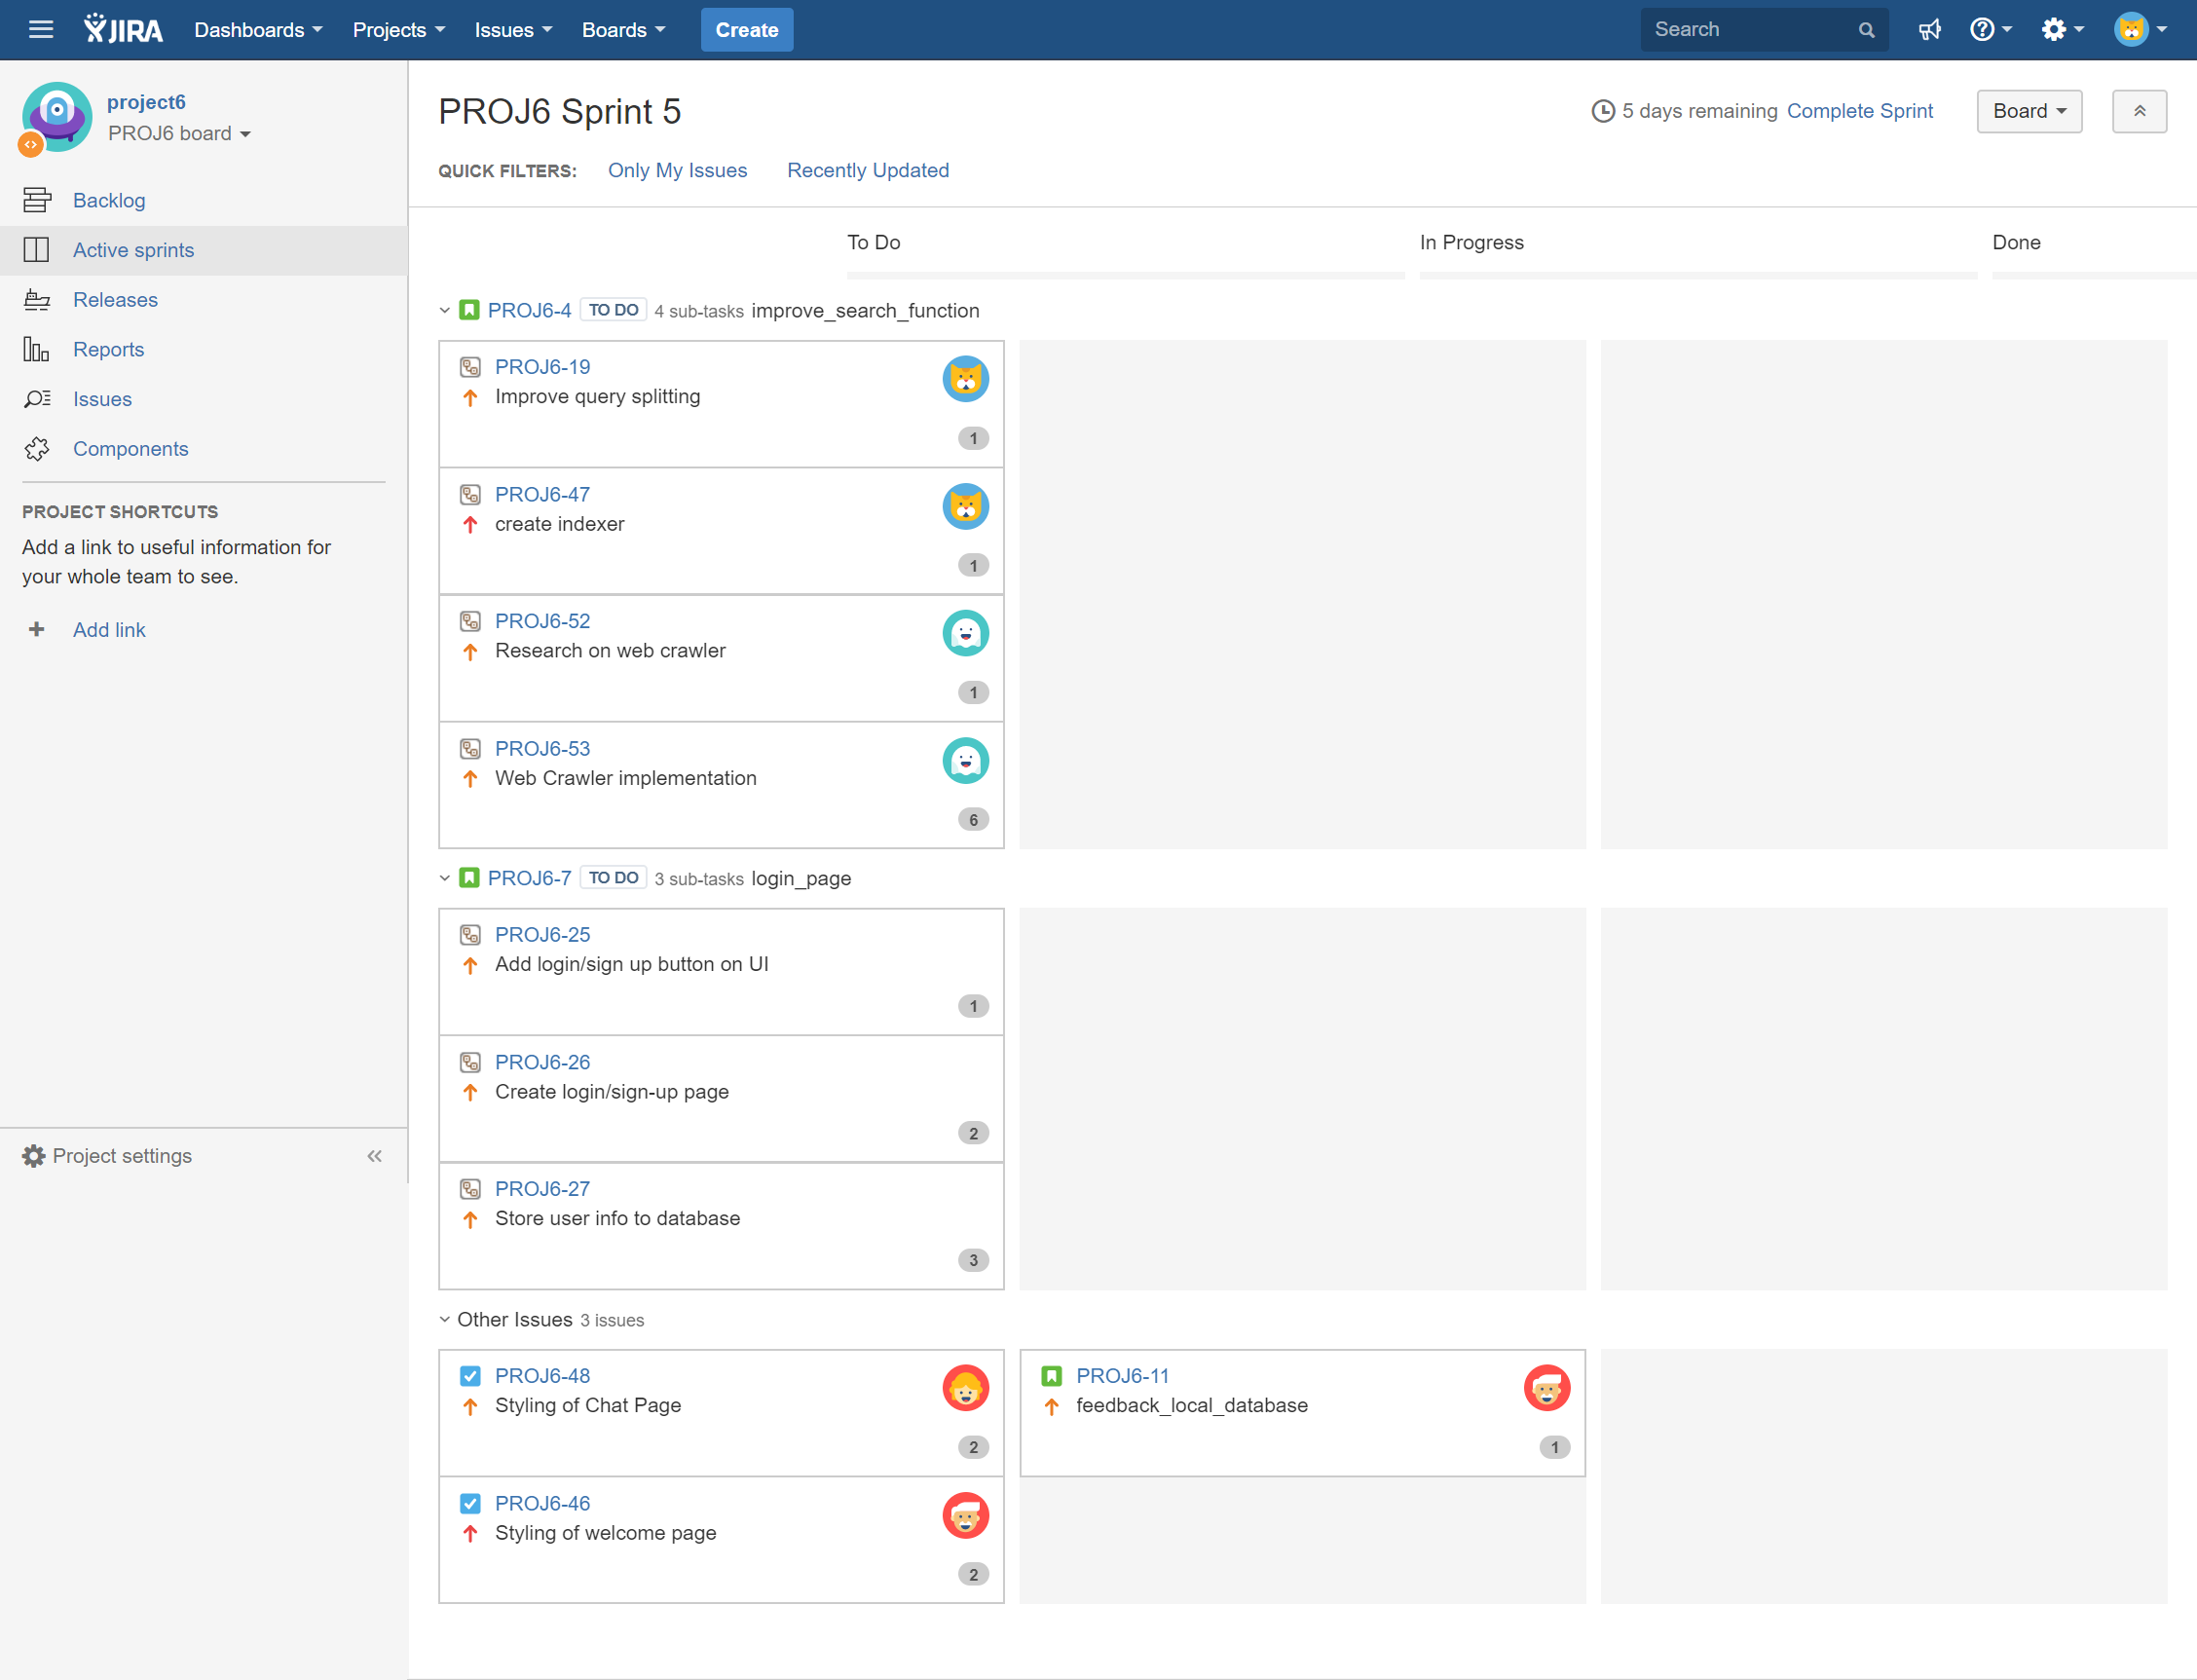 JIRA Dashboards Projects Issues Boards Create Search
project6
PROJ6 board
Backlog
Active sprints
Releases
Reports
Issues
Components
PROJECT SHORTCUTS
Add a link to useful information for
your whole team to see.
Add link
Project settings
PROJ6 Sprint 5
5 days remaining Complete Sprint Board
QUICK FILTERS: Only My Issues Recently Updated
To Do In Progress Done
PROJ6-4 TO DO 4 sub-tasks improve_search_function
PROJ6-19
Improve query splitting
1
PROJ6-47
create indexer
1
PROJ6-52
Research on web crawler
1
PROJ6-53
Web Crawler implementation
6
PROJ6-7 TO DO 3 sub-tasks login_page
PROJ6-25
Add login/sign up button on UI
1
PROJ6-26
Create login/sign-up page
2
PROJ6-27
Store user info to database
3
Other Issues 3 issues
PROJ6-48
Styling of Chat Page
2
PROJ6-46
Styling of welcome page
2
PROJ6-11
feedback_local_database
1